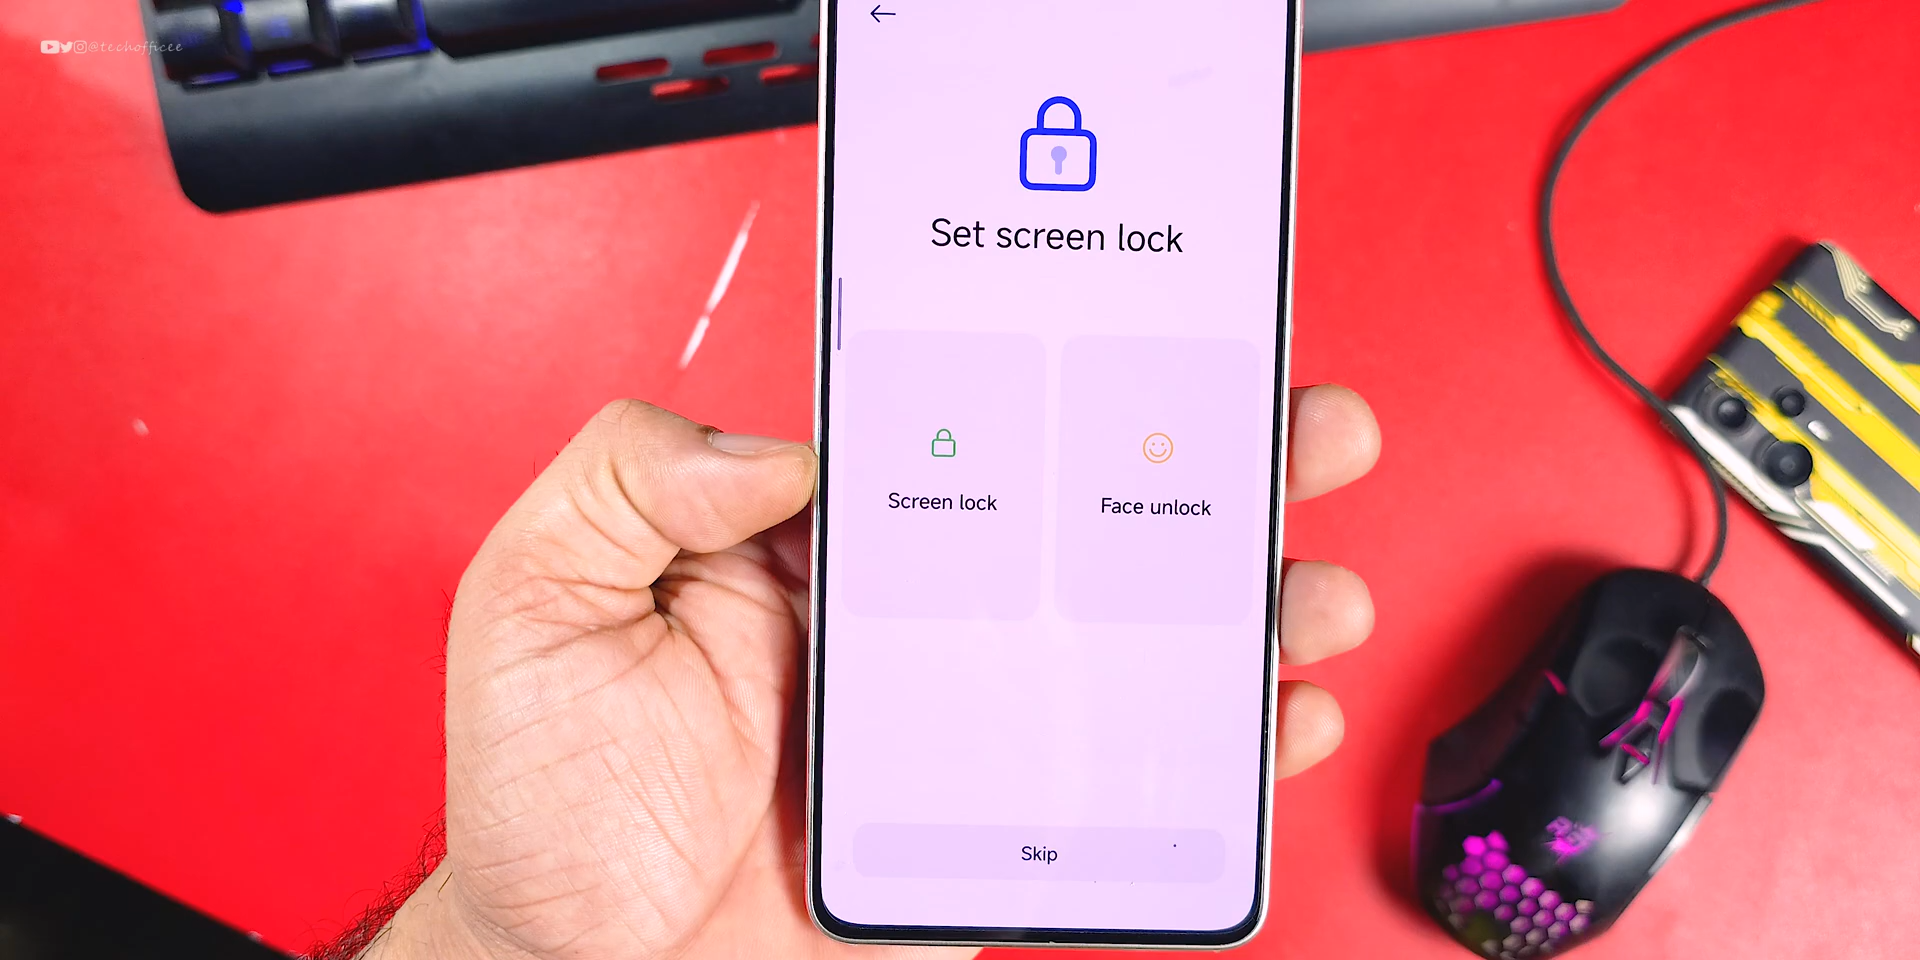 @techofficee
Set screen lock
Screen lock
Face unlock
Skip